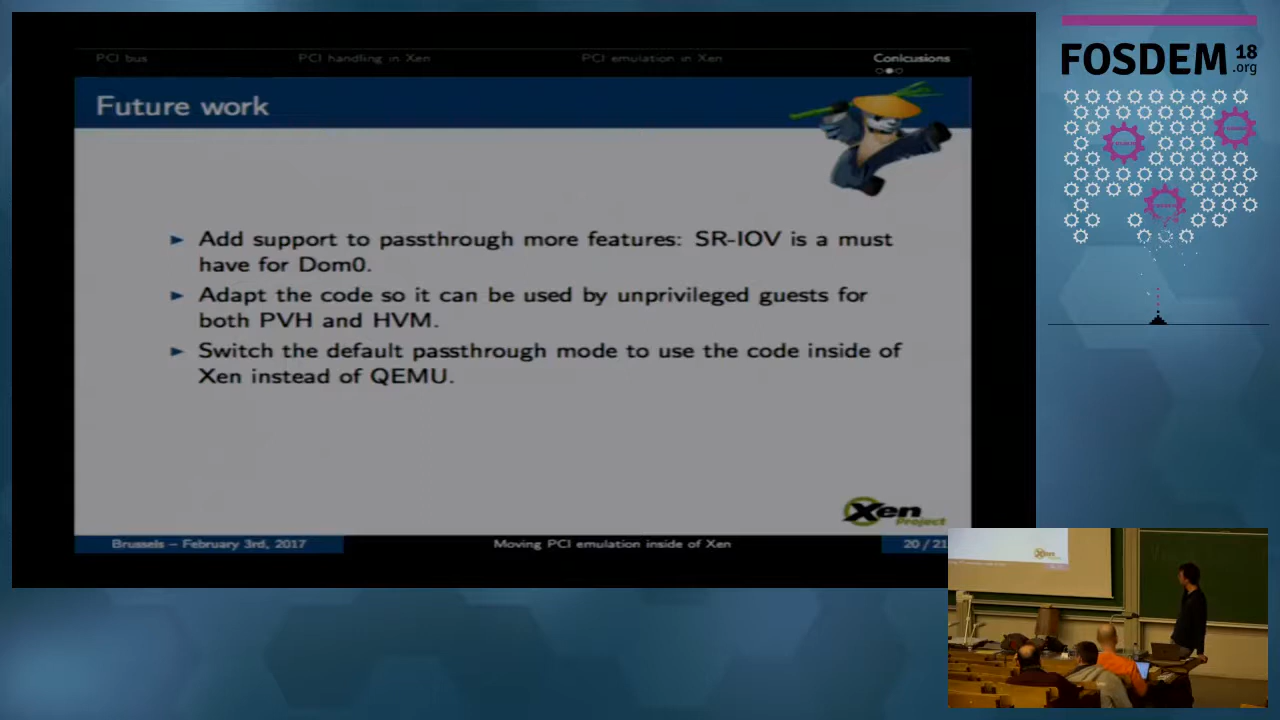 PCI bus
PCI handling in Xen
PCI emulation in Xen
Conlcusions
Future work
Add support to passthrough more features: SR-IOV is a must
have for Dom0.
Adapt the code so it can be used by unprivileged guests for
both PVH and HVM.
Switch the default passthrough mode to use the code inside of
Xen instead of QEMU.
Xen
Project
Brussels – February 3rd, 2017
Moving PCI emulation inside of Xen
20 / 21
FOSDEM 18
.org